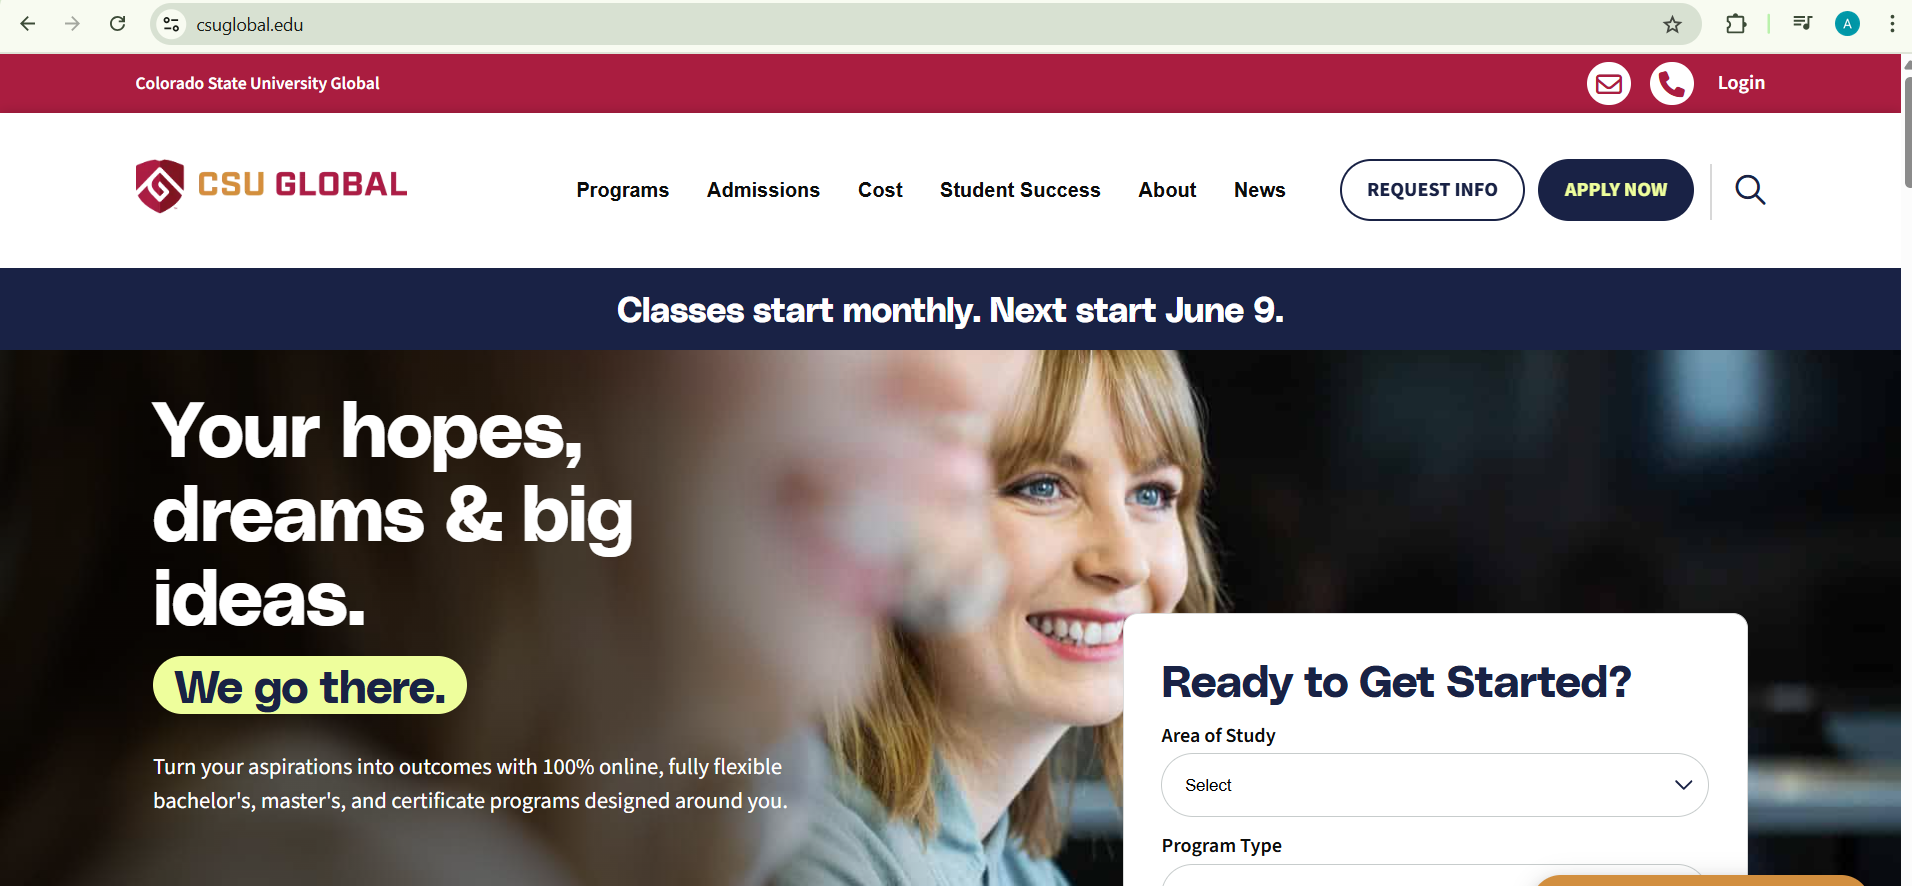 csuglobal.edu
A
Colorado State University Global
Login
CSU GLOBAL
Programs
Admissions
Cost
Student Success
About
News
REQUEST INFO
APPLY NOW
Classes start monthly. Next start June 9.
Your hopes,
dreams & big
ideas.
We go there.
Turn your aspirations into outcomes with 100% online, fully flexible
bachelor's, master's, and certificate programs designed around you.
Ready to Get Started?
Area of Study
Select
Program Type